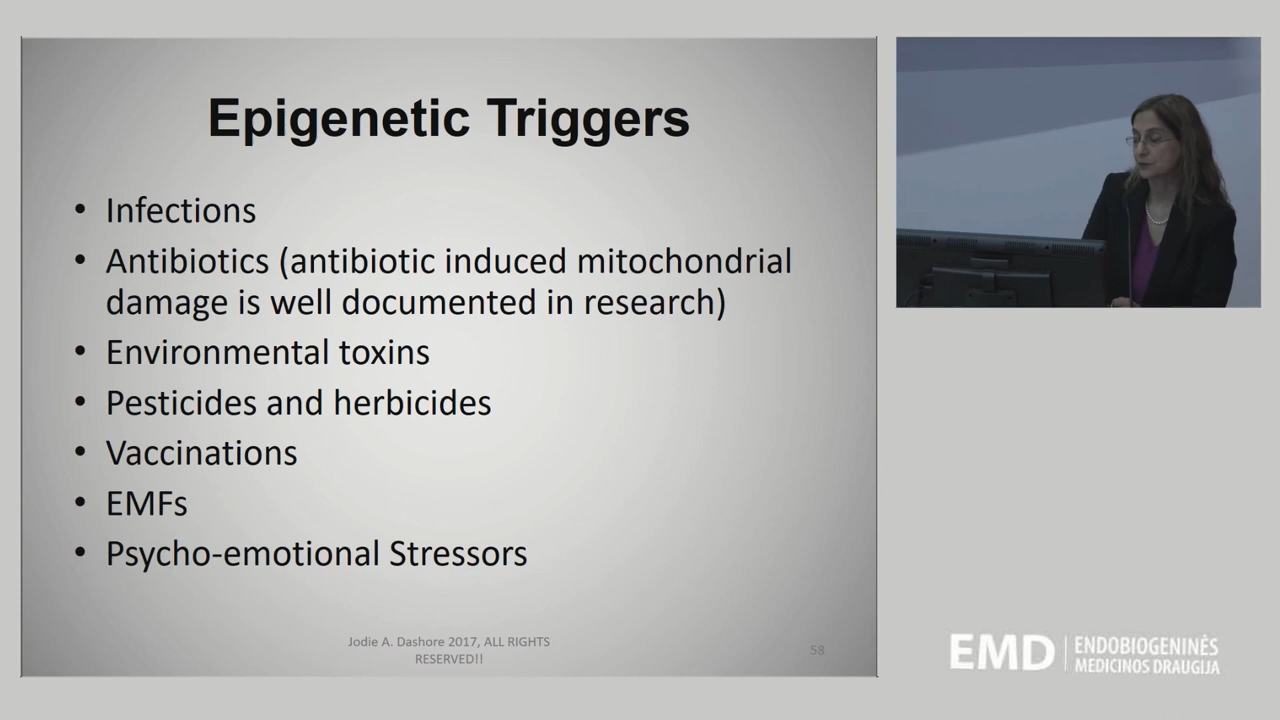 Epigenetic Triggers
• Infections
• Antibiotics (antibiotic induced mitochondrial
damage is well documented in research)
• Environmental toxins
• Pesticides and herbicides
• Vaccinations
• EMFs
• Psycho-emotional Stressors
Jodie A. Dashore 2017, ALL RIGHTS
RESERVED!!
58
EMD
ENDOBIOGENINĖS
MEDICINOS DRAUGIJA